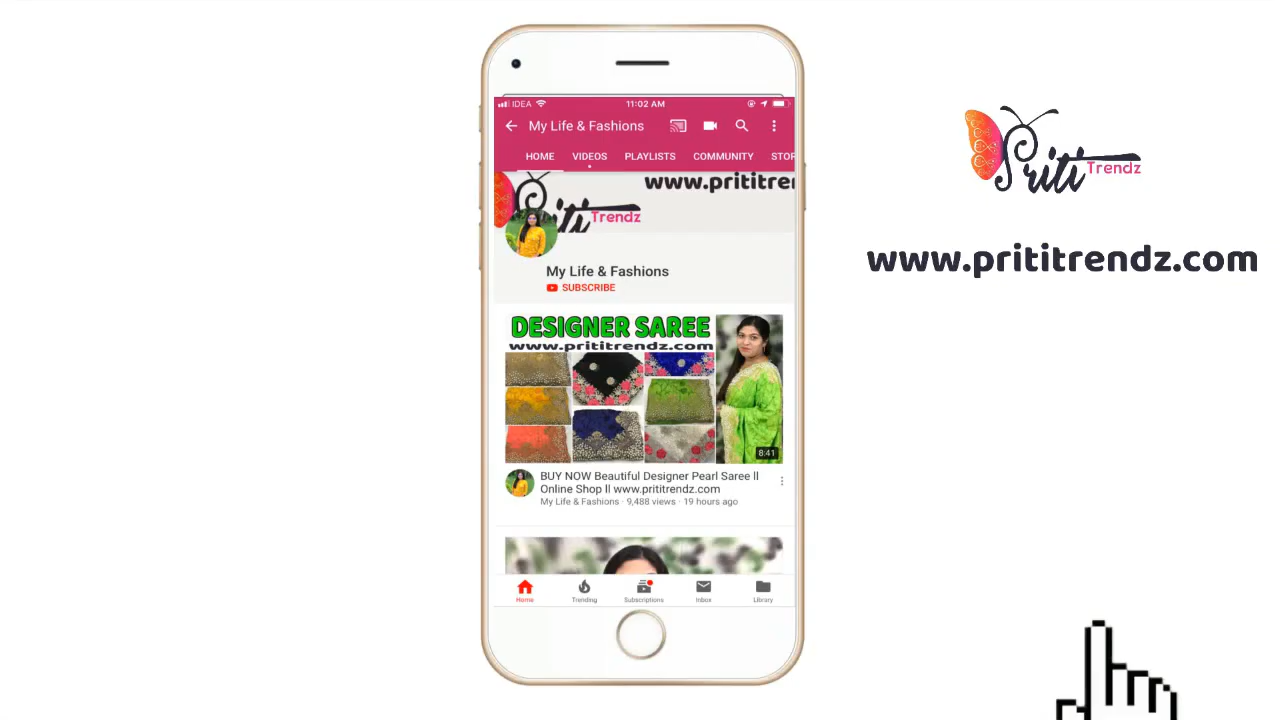 IDEA
11:02 AM
My Life & Fashions
HOME VIDEOS PLAYLISTS COMMUNITY STOR
www.prititren
Priti Trendz
My Life & Fashions
SUBSCRIBE
DESIGNER SAREE
www.prititrendz.com
8:41
BUY NOW Beautiful Designer Pearl Saree ll
Online Shop ll www.prititrendz.com
My Life & Fashions · 9,488 views · 19 hours ago
Home Trending Subscriptions Inbox Library
Priti Trendz
www.prititrendz.com